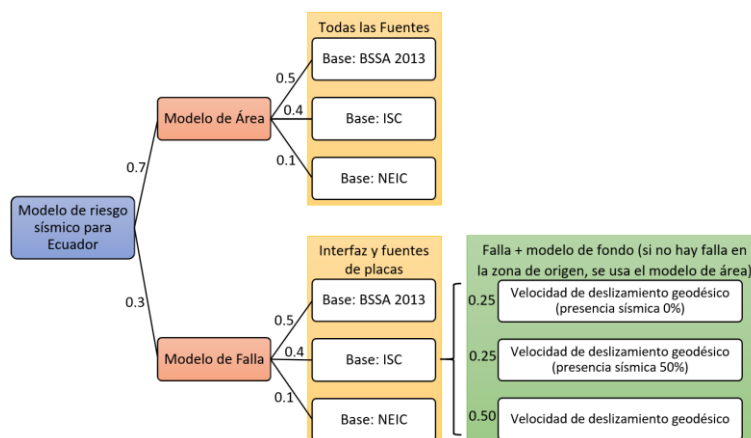 Todas las Fuentes
Base: BSSA 2013
0.5
Modelo de Área
0.4
Base: ISC
0.1
Base: NEIC
0.7
Modelo de riesgo
sísmico para
Ecuador
0.3
Interfaz y fuentes
de placas
Base: BSSA 2013
0.5
Modelo de Falla
0.4
Base: ISC
0.1
Base: NEIC
Falla + modelo de fondo (si no hay falla en
la zona de origen, se usa el modelo de área)
0.25
Velocidad de deslizamiento geodésico
(presencia sísmica 0%)
0.25
Velocidad de deslizamiento geodésico
(presencia sísmica 50%)
0.50
Velocidad de deslizamiento geodésico